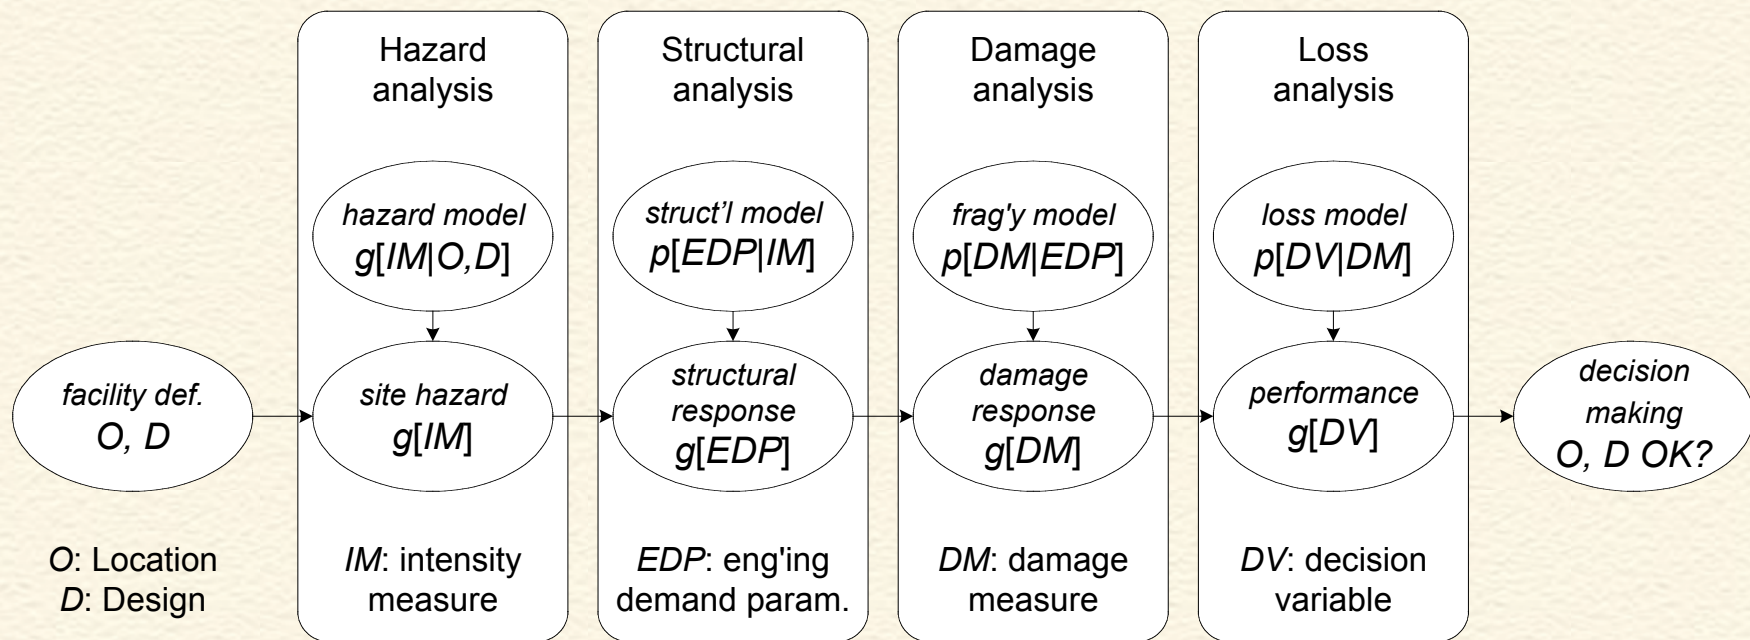 Hazard
analysis
Structural
analysis
Damage
analysis
Loss
analysis
hazard model
g[IM|O,D]
struct’l model
p[EDP|IM]
frag'y model
p[DM|EDP]
loss model
p[DV|DM]
facility def.
O, D
site hazard
g[IM]
structural
response
g[EDP]
damage
response
g[DM]
performance
g[DV]
decision
making
O, D OK?
O: Location
D: Design
IM: intensity
measure
EDP: eng'ing
demand param.
DM: damage
measure
DV: decision
variable